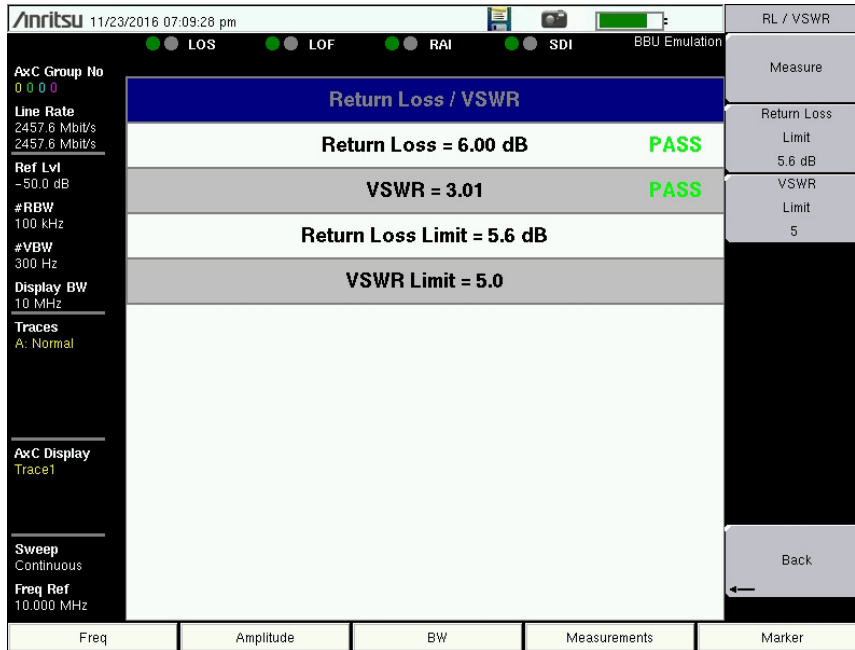 Anritsu 11/23/2016 07:09:28 pm
RL / VSWR
LOS LOF RAI SDI BBU Emulation
AxC Group No
0 0 0 0
Line Rate
2457.6 Mbit/s
2457.6 Mbit/s
Ref Lvl
-50.0 dB
#RBW
100 kHz
#VBW
300 Hz
Display BW
10 MHz
Traces
A: Normal
AxC Display
Trace1
Sweep
Continuous
Freq Ref
10.000 MHz
Return Loss / VSWR
Return Loss = 6.00 dB PASS
VSWR = 3.01 PASS
Return Loss Limit = 5.6 dB
VSWR Limit = 5.0
Measure
Return Loss
Limit
5.6 dB
VSWR
Limit
5
Back
Freq Amplitude BW Measurements Marker